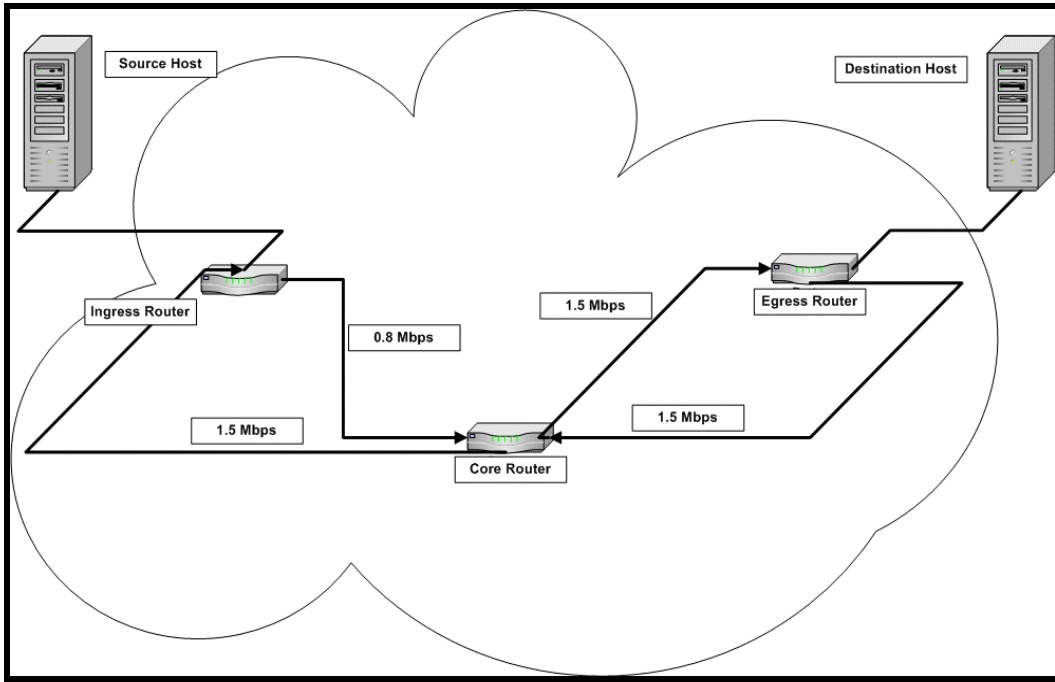 Source Host
Destination Host
Ingress Router
Egress Router
1.5 Mbps
0.8 Mbps
1.5 Mbps
1.5 Mbps
Core Router